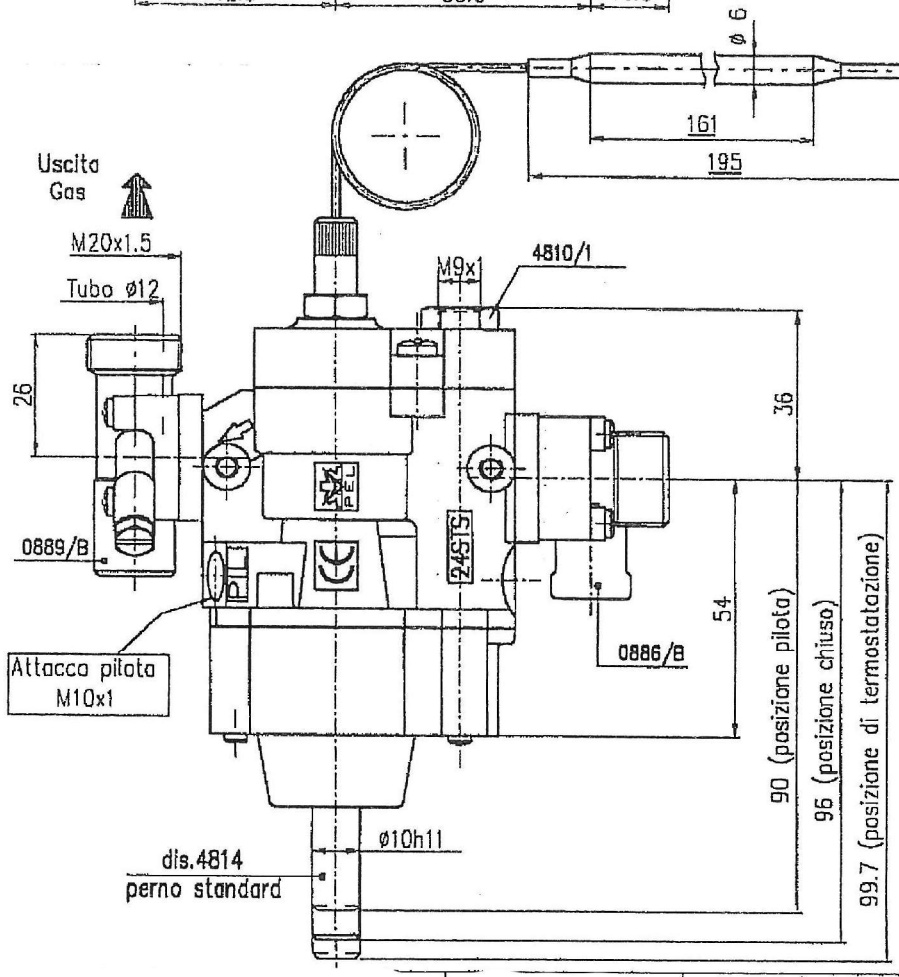 ø 6
161
195
Uscita
Gas
M20x1.5
Tubo ø12
M9x1
4810/1
26
36
PEL
24STS
0889/B
PIL
54
0886/B
Attacco pilota
M10x1
90 (posizione pilota)
96 (posizione chiuso)
99.7 (posizione di termostatazione)
ø10h11
dis.4814
perno standard